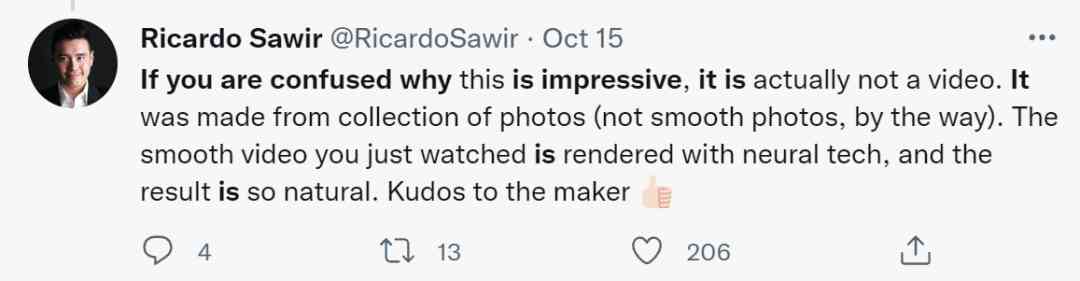 Ricardo Sawir @RicardoSawir · Oct 15
If you are confused why this is impressive, it is actually not a video. It
was made from collection of photos (not smooth photos, by the way). The
smooth video you just watched is rendered with neural tech, and the
result is so natural. Kudos to the maker 👍🏻
4 13 206